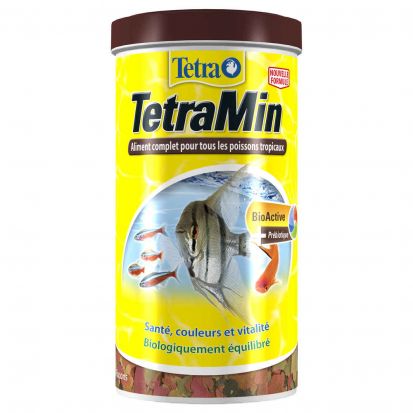 Tetra
NOUVELLE
FORMULE
TetraMin
Aliment complet pour tous les poissons tropicaux
BioActive
Prébiotique
Santé, couleurs et vitalité
Biologiquement équilibré